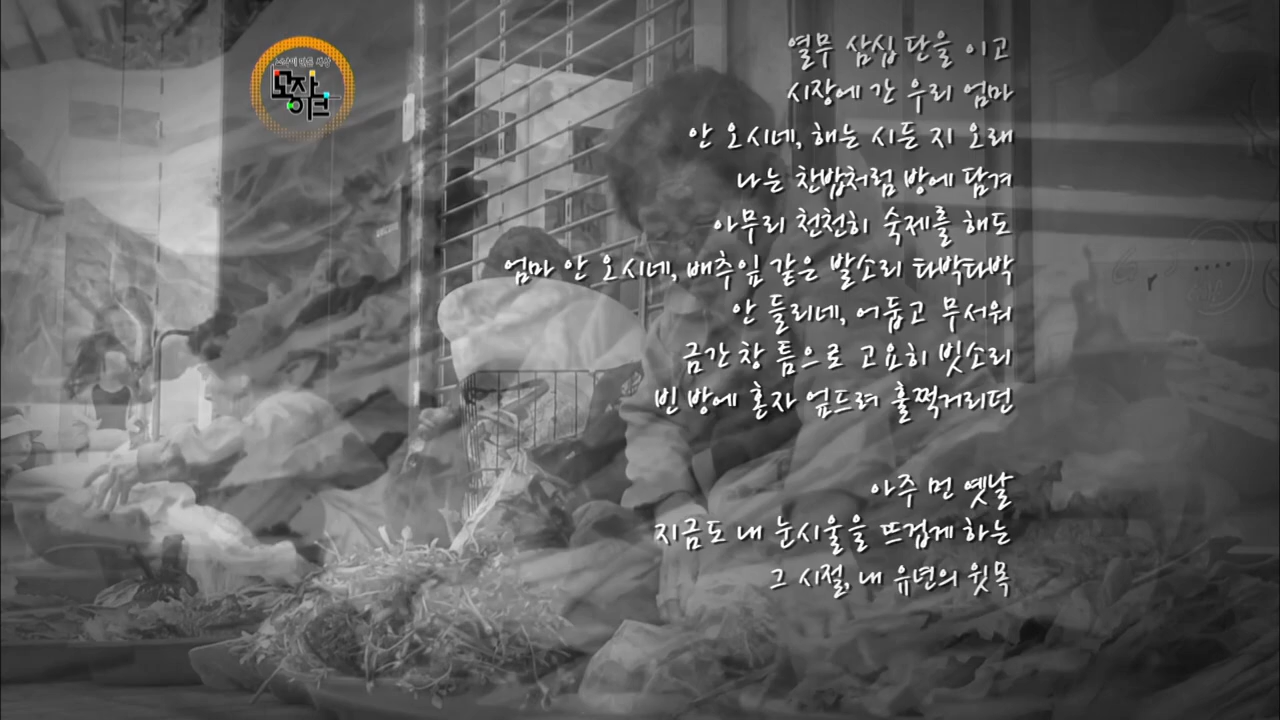 모자이크
열무 삼십 단을 이고
시장에 간 우리 엄마
안 오시네, 해는 시든 지 오래
나는 찬밥처럼 방에 담겨
아무리 천천히 숙제를 해도
엄마 안 오시네, 배추잎 같은 발소리 타박타박
안 들리네, 어둡고 무서워
금간 창 틈으로 고요히 빗소리
빈 방에 혼자 엎드려 훌쩍거리던
아주 먼 옛날
지금도 내 눈시울을 뜨겁게 하는
그 시절, 내 유년의 윗목